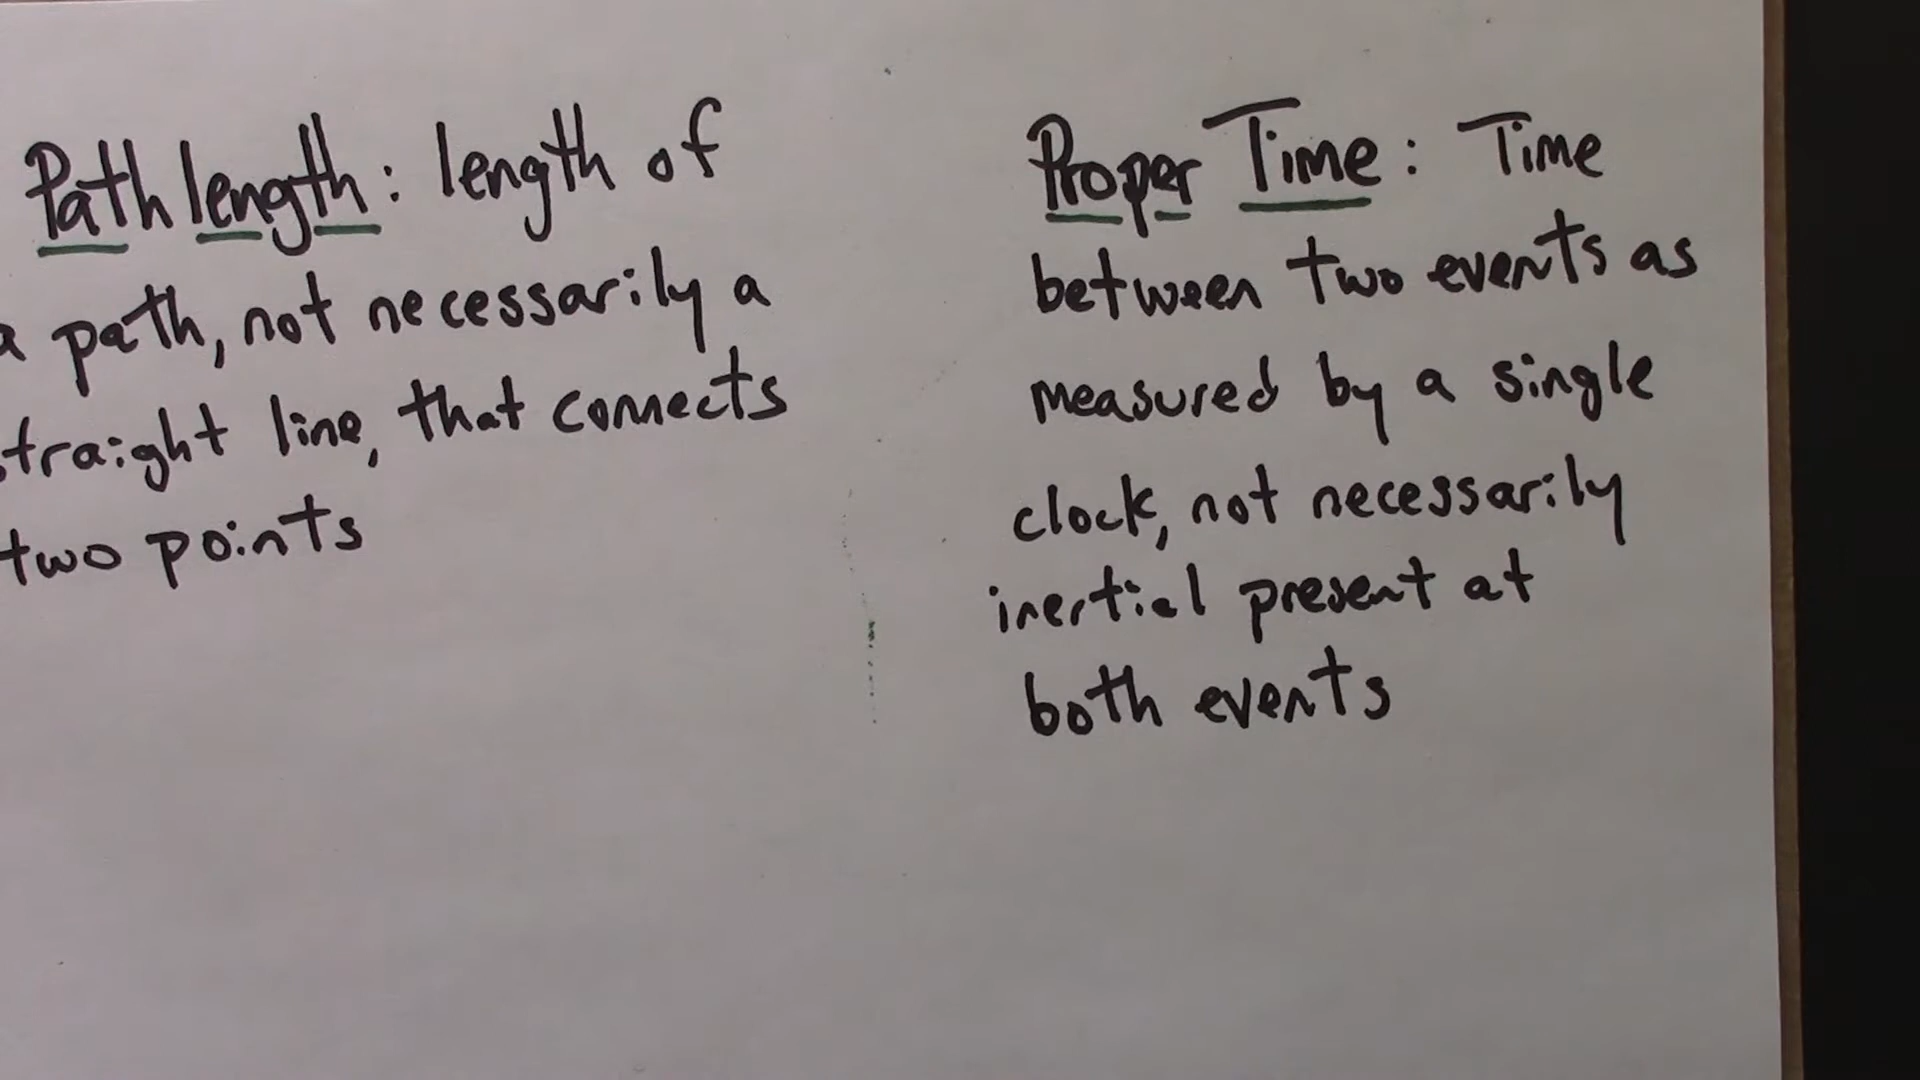 Path length: length of
a path, not necessarily a
straight line, that connects
two points
Proper Time: Time
between two events as
measured by a single
clock, not necessarily
inertial present at
both events